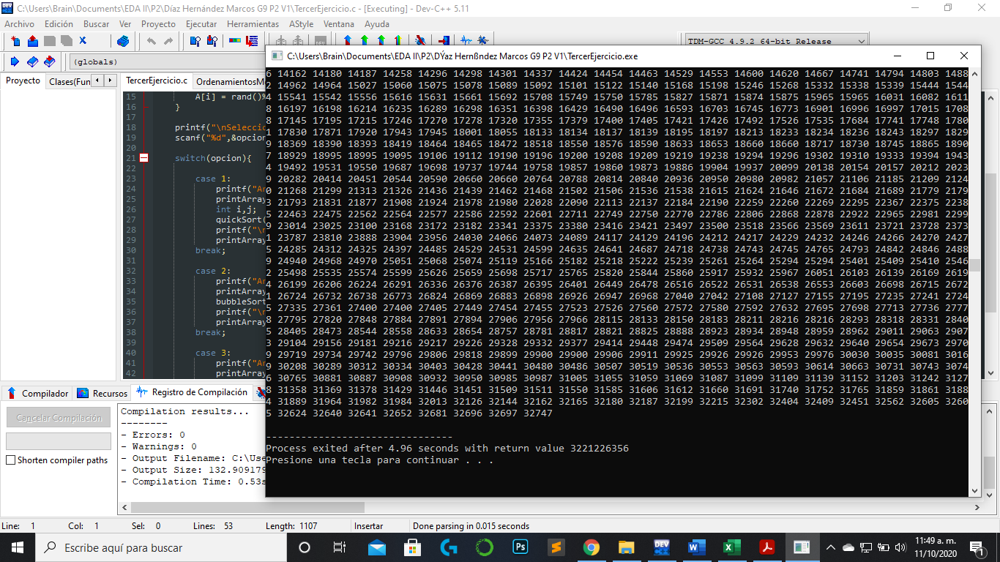 C:\Users\Brain\Documents\EDA II\P2\Díaz Hernández Marcos G9 P2 V1\TercerEjercicio.c - [Executing] - Dev-C++ 5.11
Archivo Edición Buscar Ver Proyecto Ejecutar Herramientas AStyle Ventana Ayuda
TDM-GCC 4.9.2 64-bit Release
(globals)
Proyecto Clases(Fun
TercerEjercicio.c OrdenamientosM
15 A[i] = rand()%
16 }
17
18 printf("\nSelecci
19 scanf("%d",&opcion
20
21 switch(opcion){
22
23 case 1:
24 printf("Ar
25 printArray
26 int i,j;
27 quickSort(
28 printf("\n
29 printArray
30 break;
31
32 case 2:
33 printf("Ar
34 printArray
35 bubbleSort
36 printf("\n
37 printArray
38 break;
39
40 case 3:
41 printf("Ar
42 printArray
C:\Users\Brain\Documents\EDA II\P2\DÝaz Hernßndez Marcos G9 P2 V1\TercerEjercicio.exe
6 14162 14180 14187 14258 14296 14298 14301 14337 14424 14454 14463 14529 14553 14600 14620 14667 14741 14794 14803 1488
2 14962 14964 15027 15060 15075 15078 15089 15092 15101 15122 15140 15168 15198 15246 15268 15332 15338 15339 15444 1544
4 15541 15542 15556 15616 15631 15661 15692 15708 15749 15750 15785 15827 15871 15874 15875 15965 15965 16031 16082 1611
8 16197 16198 16214 16235 16289 16298 16351 16398 16429 16490 16496 16593 16703 16745 16773 16901 16996 16997 17015 1708
8 17145 17195 17215 17246 17270 17278 17320 17355 17379 17400 17405 17421 17426 17492 17526 17535 17684 17741 17748 1780
1 17830 17871 17920 17943 17945 18001 18055 18133 18134 18137 18139 18195 18197 18213 18233 18234 18236 18243 18297 1829
9 18369 18390 18393 18419 18464 18465 18472 18518 18550 18576 18590 18633 18653 18660 18660 18717 18730 18745 18865 1890
7 18929 18995 18995 19095 19106 19112 19190 19196 19200 19208 19209 19219 19238 19294 19296 19302 19310 19333 19394 1943
4 19492 19531 19550 19687 19698 19737 19744 19758 19857 19860 19873 19886 19904 19937 20099 20138 20154 20157 20212 2023
9 20282 20414 20451 20544 20590 20660 20660 20764 20788 20814 20840 20936 20950 20980 20982 21057 21106 21185 21209 2124
0 21268 21299 21313 21326 21436 21439 21462 21468 21502 21506 21536 21538 21615 21624 21646 21672 21684 21689 21779 2179
3 21793 21831 21877 21908 21924 21978 21980 22028 22090 22113 22137 22184 22190 22259 22260 22269 22295 22367 22375 2238
5 22463 22475 22562 22564 22577 22586 22592 22601 22711 22749 22750 22770 22786 22806 22868 22878 22922 22965 22981 2299
9 23014 23025 23100 23168 23172 23182 23341 23375 23380 23416 23421 23497 23500 23518 23566 23569 23611 23721 23728 2373
1 23787 23810 23888 23904 23956 24030 24066 24073 24089 24117 24129 24196 24212 24217 24229 24232 24246 24266 24270 2427
5 24285 24312 24325 24397 24485 24529 24531 24599 24635 24641 24687 24718 24738 24743 24745 24765 24793 24842 24846 2488
9 24940 24968 24970 25051 25068 25074 25119 25166 25182 25218 25222 25239 25261 25264 25294 25294 25401 25409 25410 2546
2 25498 25535 25574 25599 25626 25659 25698 25717 25765 25820 25844 25860 25917 25932 25967 26051 26103 26139 26169 2619
4 26199 26206 26224 26291 26336 26376 26387 26395 26401 26449 26478 26516 26522 26531 26538 26553 26603 26698 26715 2672
1 26724 26732 26738 26773 26824 26869 26883 26898 26926 26947 26968 27040 27042 27108 27127 27155 27195 27235 27241 2724
6 27335 27361 27400 27400 27405 27449 27454 27455 27523 27526 27560 27572 27580 27592 27632 27695 27698 27713 27736 2777
8 27795 27820 27848 27884 27891 27894 27906 27956 27966 28115 28133 28150 28183 28211 28216 28216 28293 28318 28331 2840
5 28405 28473 28544 28558 28633 28654 28757 28781 28817 28821 28825 28888 28923 28934 28948 28959 28962 29011 29063 2907
3 29104 29156 29181 29216 29217 29226 29328 29332 29377 29414 29448 29474 29509 29564 29628 29632 29640 29654 29673 2970
9 29719 29734 29742 29796 29806 29818 29899 29900 29900 29906 29911 29925 29926 29926 29953 29976 30030 30035 30081 3016
9 30208 30289 30312 30334 30403 30428 30441 30480 30486 30507 30519 30536 30553 30563 30593 30614 30663 30731 30743 3074
6 30765 30881 30887 30908 30932 30950 30985 30987 31005 31055 31059 31069 31087 31099 31109 31139 31152 31203 31242 3127
8 31358 31369 31378 31429 31446 31451 31509 31511 31550 31585 31606 31612 31660 31691 31740 31752 31765 31859 31861 3188
4 31889 31964 31982 31984 32013 32126 32144 32162 32165 32180 32187 32199 32215 32302 32404 32409 32451 32562 32605 3260
5 32624 32640 32641 32652 32681 32696 32697 32747
--------------------------------
Process exited after 4.96 seconds with return value 3221226356
Presione una tecla para continuar . . .
Compilador Recursos Registro de Compilación
Cancelar Compilación
Shorten compiler paths
Compilation results...
--------
- Errors: 0
- Warnings: 0
- Output Filename: C:\Use
- Output Size: 132.909179
- Compilation Time: 0.53s
Line: 1 Col: 1 Sel: 0 Lines: 53 Length: 1107 Insertar Done parsing in 0.015 seconds
Escribe aquí para buscar
11:49 a. m.
11/10/2020